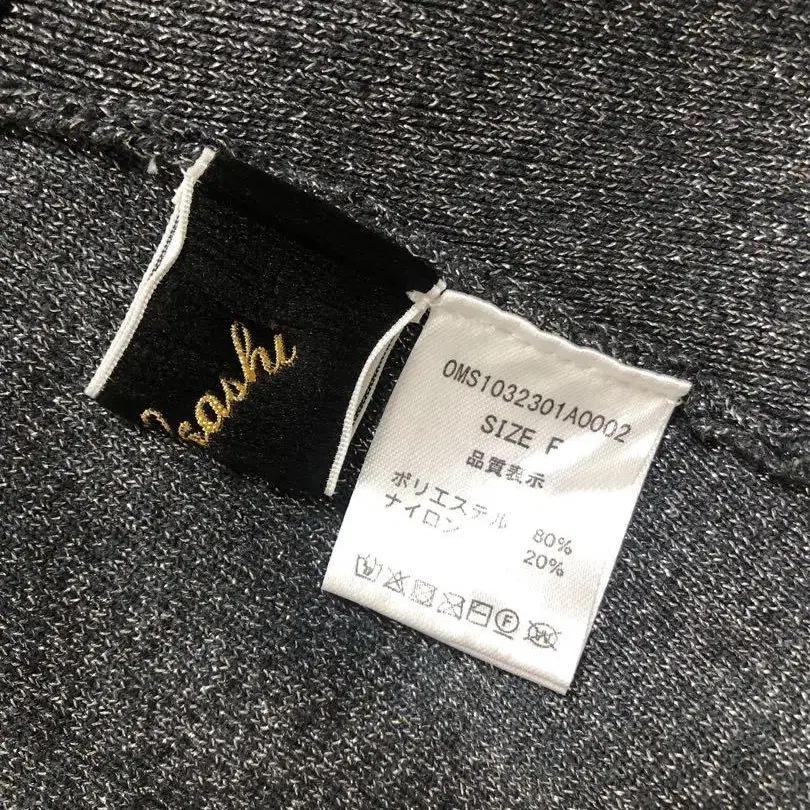 OMS1032301A0002
SIZE F
品質表示
ポリエステル 80%
ナイロン 20%
F
W